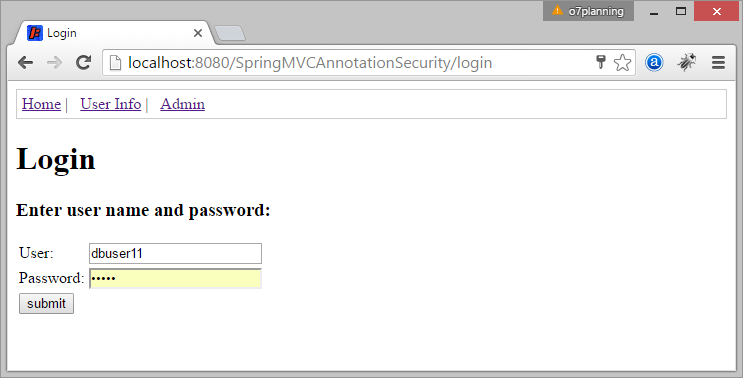 o7planning
Login
localhost:8080/SpringMVCAnnotationSecurity/login
Home | User Info | Admin
Login
Enter user name and password:
User: dbuser11
Password: •••••
submit